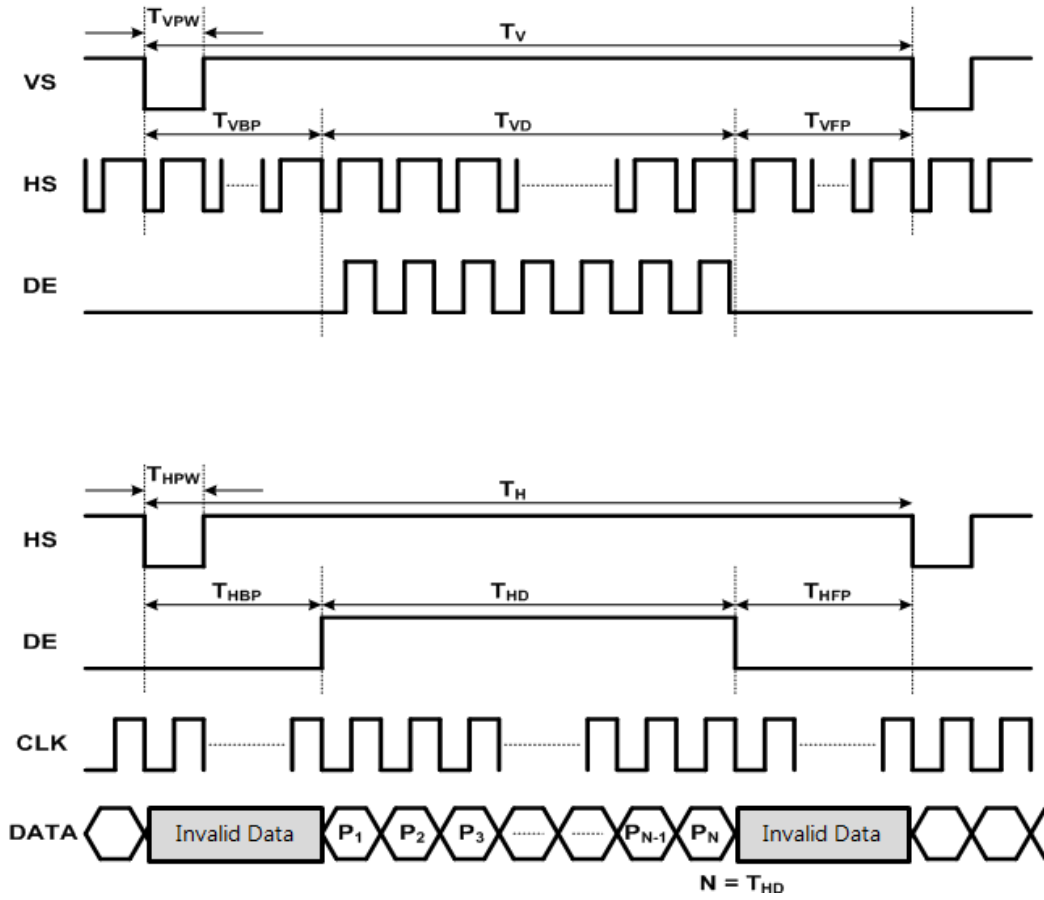 TVPW
TV
VS
TVBP TVD TVFP
HS
DE
THPW
TH
HS
THBP THD THFP
DE
CLK
DATA Invalid Data P1 P2 P3 PN-1 PN Invalid Data
N = THD